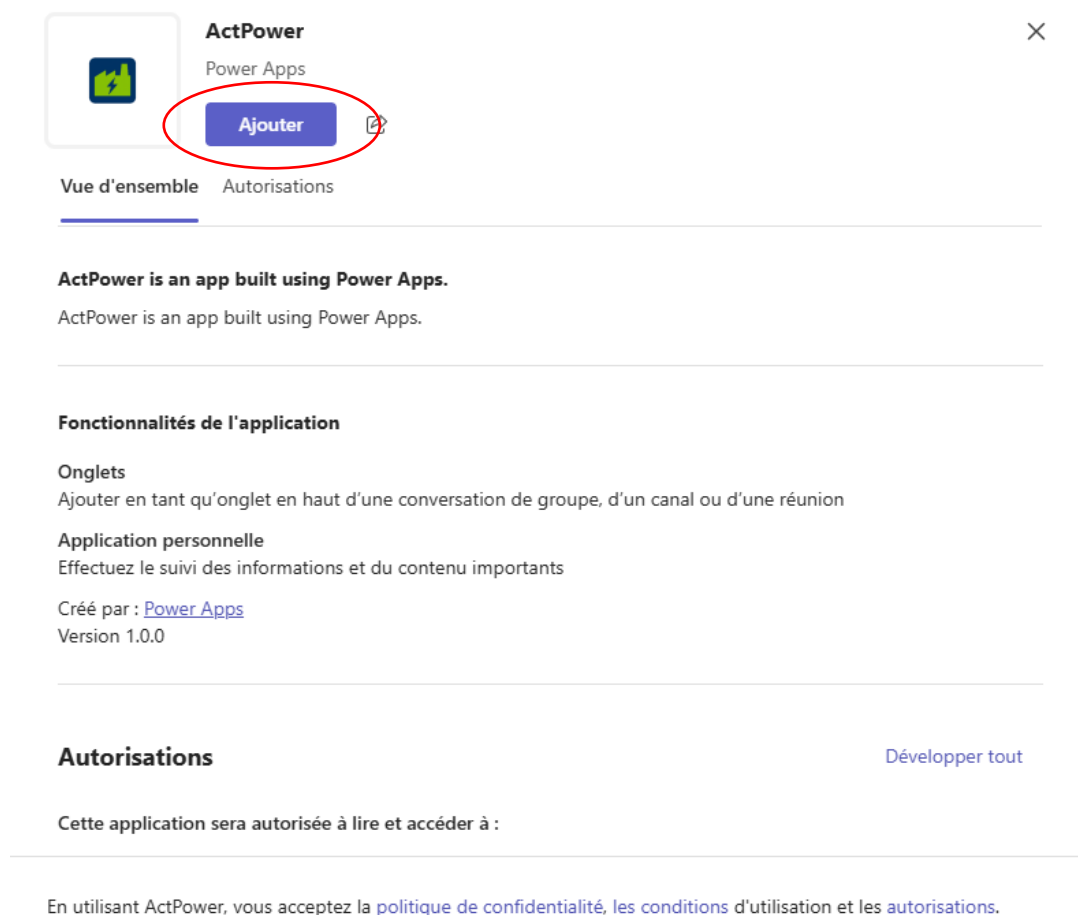 ActPower
Power Apps
Ajouter
Vue d'ensemble Autorisations
ActPower is an app built using Power Apps.
ActPower is an app built using Power Apps.
Fonctionnalités de l'application
Onglets
Ajouter en tant qu’onglet en haut d’une conversation de groupe, d’un canal ou d’une réunion
Application personnelle
Effectuez le suivi des informations et du contenu importants
Créé par : Power Apps
Version 1.0.0
Autorisations
Développer tout
Cette application sera autorisée à lire et accéder à :
En utilisant ActPower, vous acceptez la politique de confidentialité, les conditions d'utilisation et les autorisations.